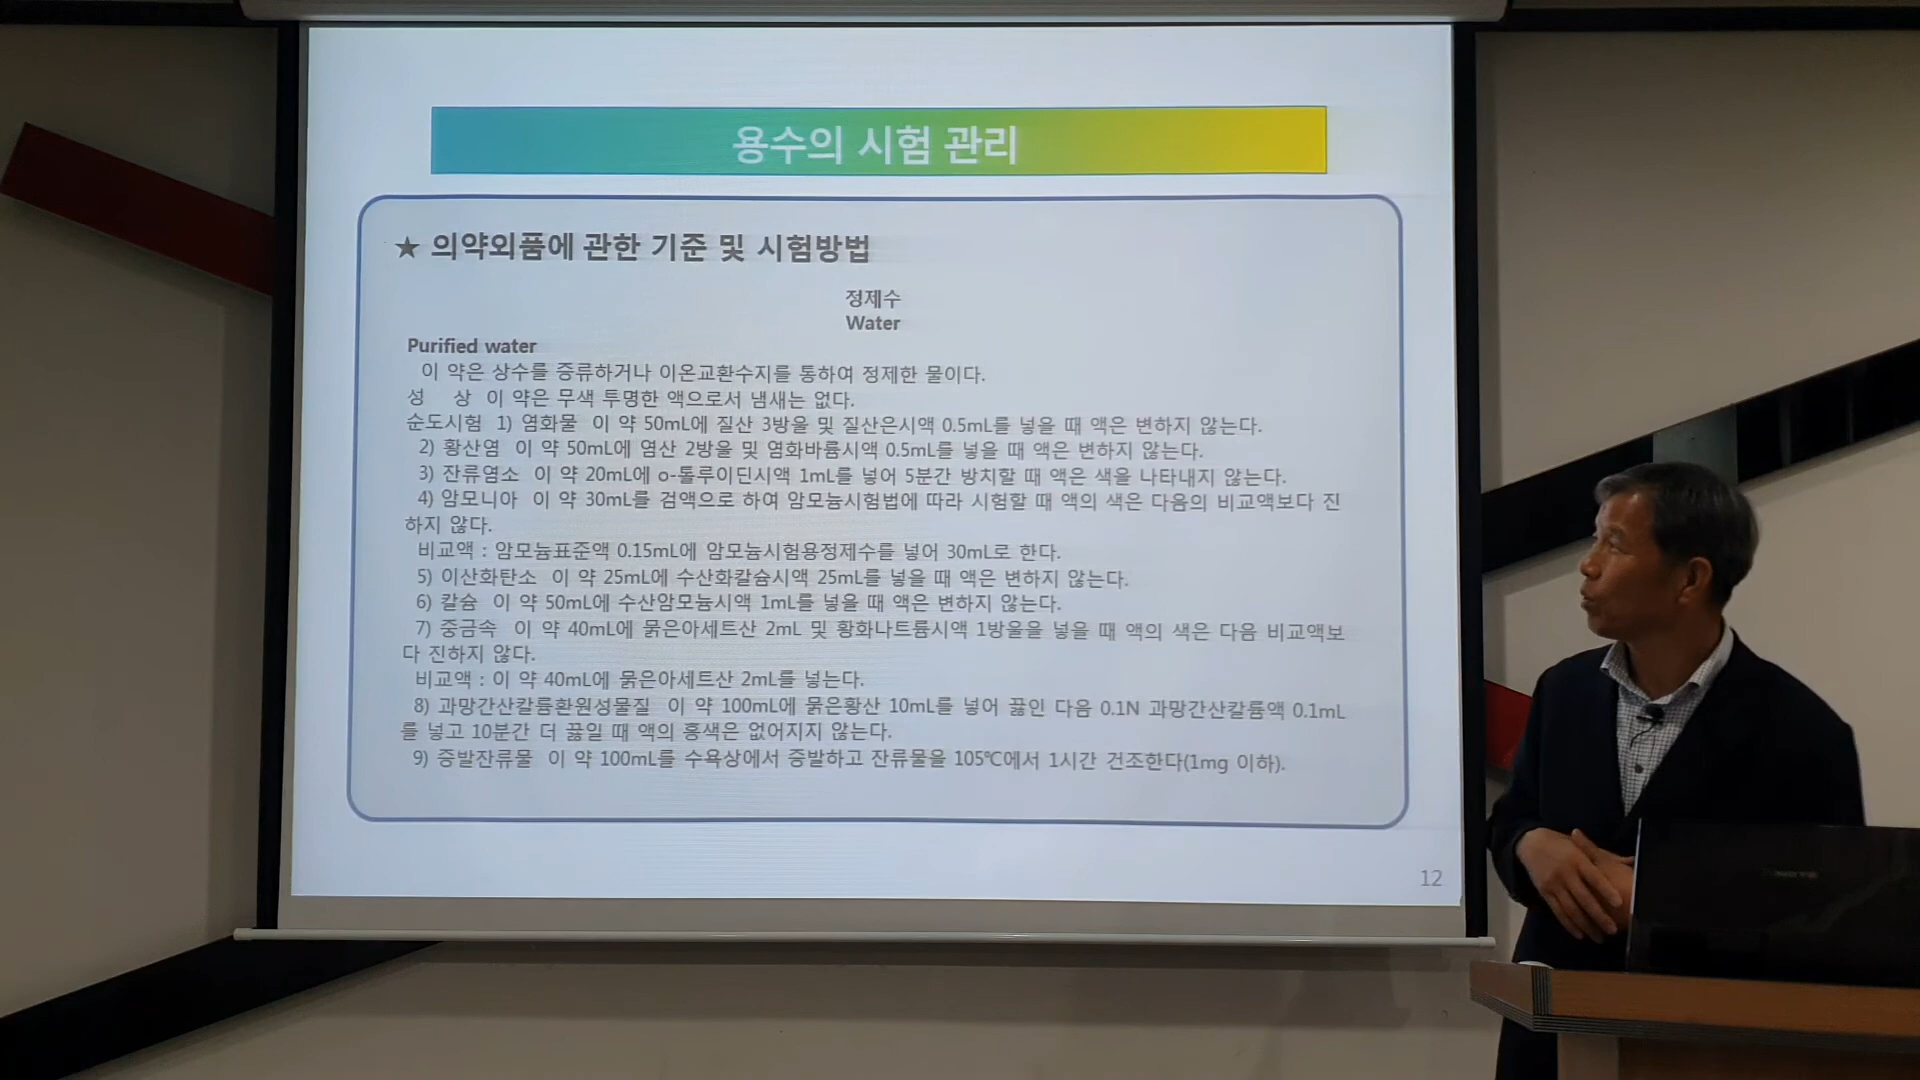 용수의 시험 관리
★ 의약외품에 관한 기준 및 시험방법
정제수
Water
Purified water
이 약은 상수를 증류하거나 이온교환수지를 통하여 정제한 물이다.
성 상 이 약은 무색 투명한 액으로서 냄새는 없다.
순도시험 1) 염화물 이 약 50mL에 질산 3방울 및 질산은시액 0.5mL를 넣을 때 액은 변하지 않는다.
2) 황산염 이 약 50mL에 염산 2방울 및 염화바륨시액 0.5mL를 넣을 때 액은 변하지 않는다.
3) 잔류염소 이 약 20mL에 o-톨루이딘시액 1mL를 넣어 5분간 방치할 때 액은 색을 나타내지 않는다.
4) 암모니아 이 약 30mL를 검액으로 하여 암모늄시험법에 따라 시험할 때 액의 색은 다음의 비교액보다 진
하지 않다.
비교액 : 암모늄표준액 0.15mL에 암모늄시험용정제수를 넣어 30mL로 한다.
5) 이산화탄소 이 약 25mL에 수산화칼슘시액 25mL를 넣을 때 액은 변하지 않는다.
6) 칼슘 이 약 50mL에 수산암모늄시액 1mL를 넣을 때 액은 변하지 않는다.
7) 중금속 이 약 40mL에 묽은아세트산 2mL 및 황화나트륨시액 1방울을 넣을 때 액의 색은 다음 비교액보
다 진하지 않다.
비교액 : 이 약 40mL에 묽은아세트산 2mL를 넣는다.
8) 과망간산칼륨환원성물질 이 약 100mL에 묽은황산 10mL를 넣어 끓인 다음 0.1N 과망간산칼륨액 0.1mL
를 넣고 10분간 더 끓일 때 액의 홍색은 없어지지 않는다.
9) 증발잔류물 이 약 100mL를 수욕상에서 증발하고 잔류물을 105℃에서 1시간 건조한다(1mg 이하).
12